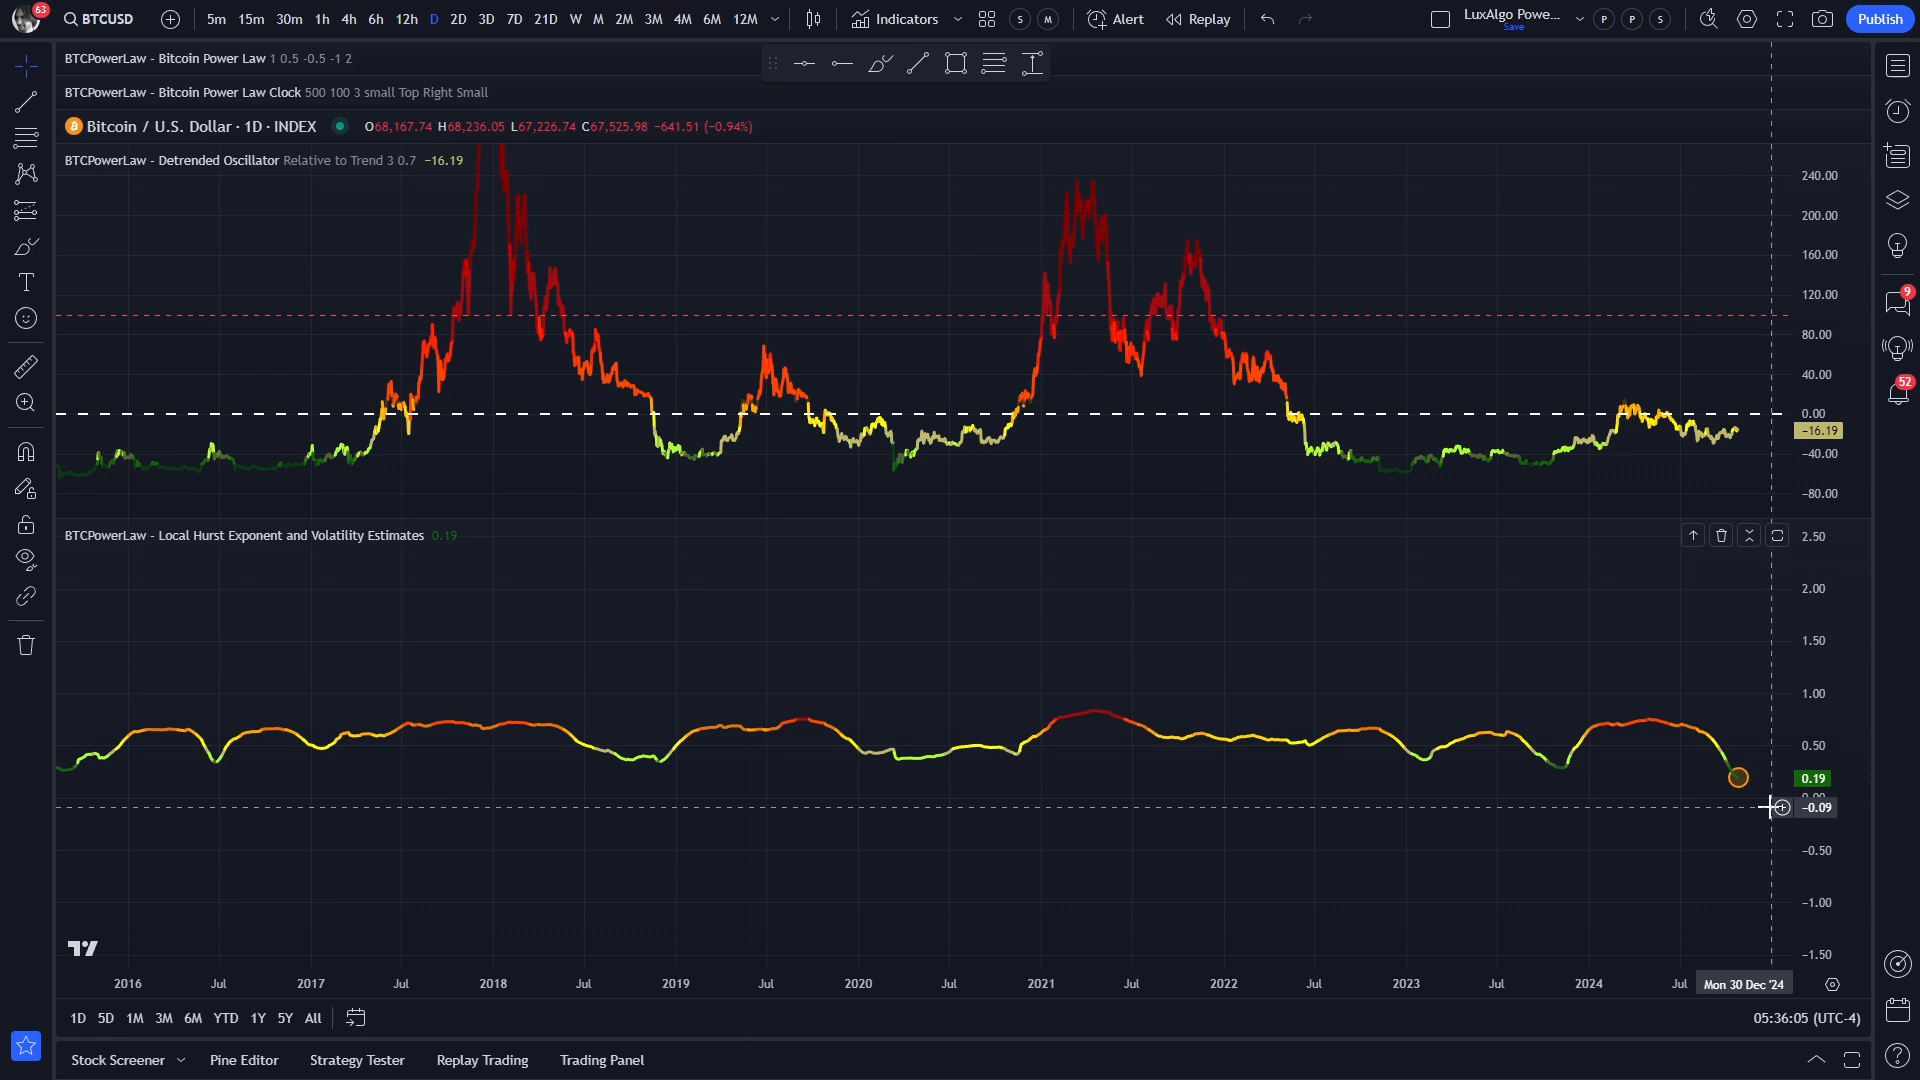 63 BTCUSD 5m 15m 30m 1h 4h 6h 12h D 2D 3D 7D 21D W M 2M 3M 4M 6M 12M Indicators S M Alert Replay LuxAlgo Powe... Save P P S Publish
BTCPowerLaw - Bitcoin Power Law 1 0.5 -0.5 -1 2
BTCPowerLaw - Bitcoin Power Law Clock 500 100 3 small Top Right Small
Bitcoin / U.S. Dollar · 1D · INDEX O68,167.74 H68,236.05 L67,226.74 C67,525.98 −641.51 (−0.94%)
BTCPowerLaw - Detrended Oscillator Relative to Trend 3 0.7 −16.19
240.00
200.00
160.00
120.00
80.00
40.00
0.00
−16.19
−40.00
−80.00
9
52
BTCPowerLaw - Local Hurst Exponent and Volatility Estimates 0.19
2.50
2.00
1.50
1.00
0.50
0.19
0.00
−0.09
−0.50
−1.00
−1.50
2016 Jul 2017 Jul 2018 Jul 2019 Jul 2020 Jul 2021 Jul 2022 Jul 2023 Jul 2024 Jul Mon 30 Dec '24
1D 5D 1M 3M 6M YTD 1Y 5Y All 05:36:05 (UTC-4)
Stock Screener Pine Editor Strategy Tester Replay Trading Trading Panel